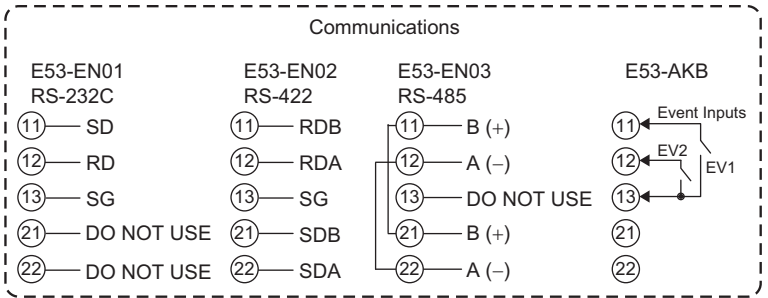 Communications
E53-EN01
RS-232C
11 SD
12 RD
13 SG
21 DO NOT USE
22 DO NOT USE
E53-EN02
RS-422
11 RDB
12 RDA
13 SG
21 SDB
22 SDA
E53-EN03
RS-485
11 B (+)
12 A (−)
13 DO NOT USE
21 B (+)
22 A (−)
E53-AKB
11 Event Inputs
12 EV2
EV1
13
21
22